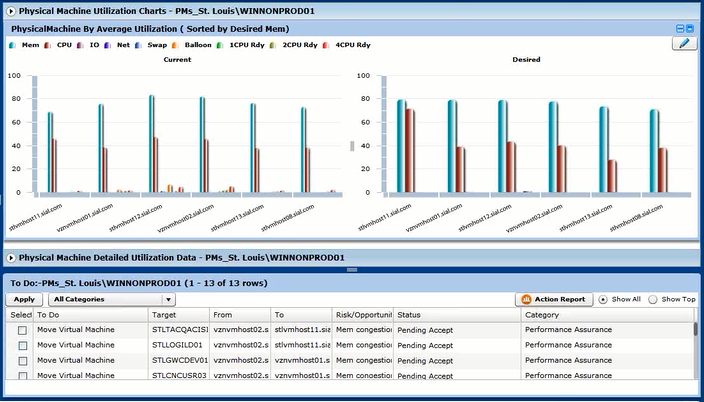 Physical Machine Utilization Charts - PMs_St. Louis\WINNONPROD01
PhysicalMachine By Average Utilization ( Sorted by Desired Mem)
Mem CPU IO Net Swap Balloon 1CPU Rdy 2CPU Rdy 4CPU Rdy
Current Desired
100 100
80 80
60 60
40 40
20 20
0 0
stlvmhost11.sial.com vznvmhost01.sial.com stlvmhost12.sial.com vznvmhost02.sial.com stlvmhost13.sial.com stlvmhost08.sial.com stlvmhost11.sial.com vznvmhost01.sial.com stlvmhost12.sial.com vznvmhost02.sial.com stlvmhost13.sial.com stlvmhost08.sial.com
Physical Machine Detailed Utilization Data - PMs_St. Louis\WINNONPROD01
To Do:-PMs_St. Louis\WINNONPROD01 (1 - 13 of 13 rows)
Apply All Categories Action Report Show All Show Top
Select To Do Target From To Risk/Opportunit Status Category
Move Virtual Machine STLTACQACIS1 vznvmhost02.s stlvmhost11.sia Mem congestion Pending Accept Performance Assurance
Move Virtual Machine STLLOGILD01 vznvmhost02.s stlvmhost11.sia Mem congestion Pending Accept Performance Assurance
Move Virtual Machine STLGWCDEV01 vznvmhost02.s vznvmhost01.s Mem congestion Pending Accept Performance Assurance
Move Virtual Machine STLCNCUSR03 vznvmhost02.s vznvmhost01.s Mem congestion Pending Accept Performance Assurance